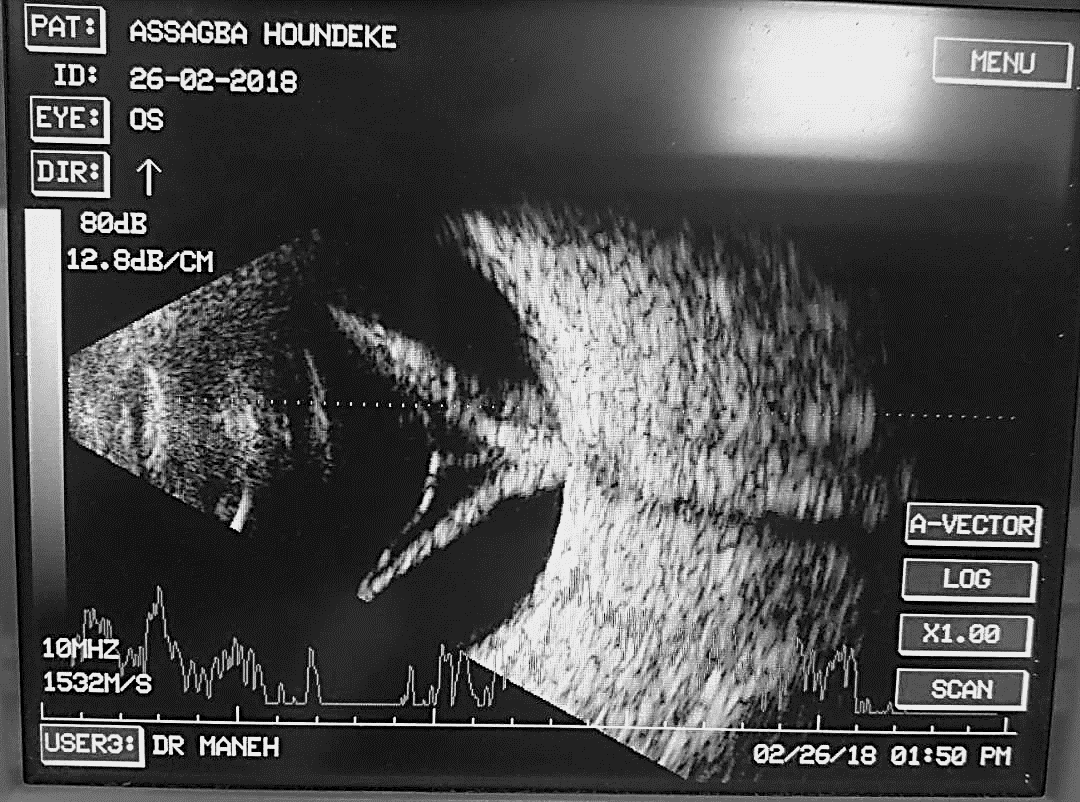 PAT: ASSAGBA HOUNDEKE
MENU
ID: 26-02-2018
EYE: OS
DIR: ↑
80dB
12.8dB/CM
A-VECTOR
LOG
10MHZ
X1.00
1532M/S
SCAN
USER3: DR MANEH
02/26/18 01:50 PM